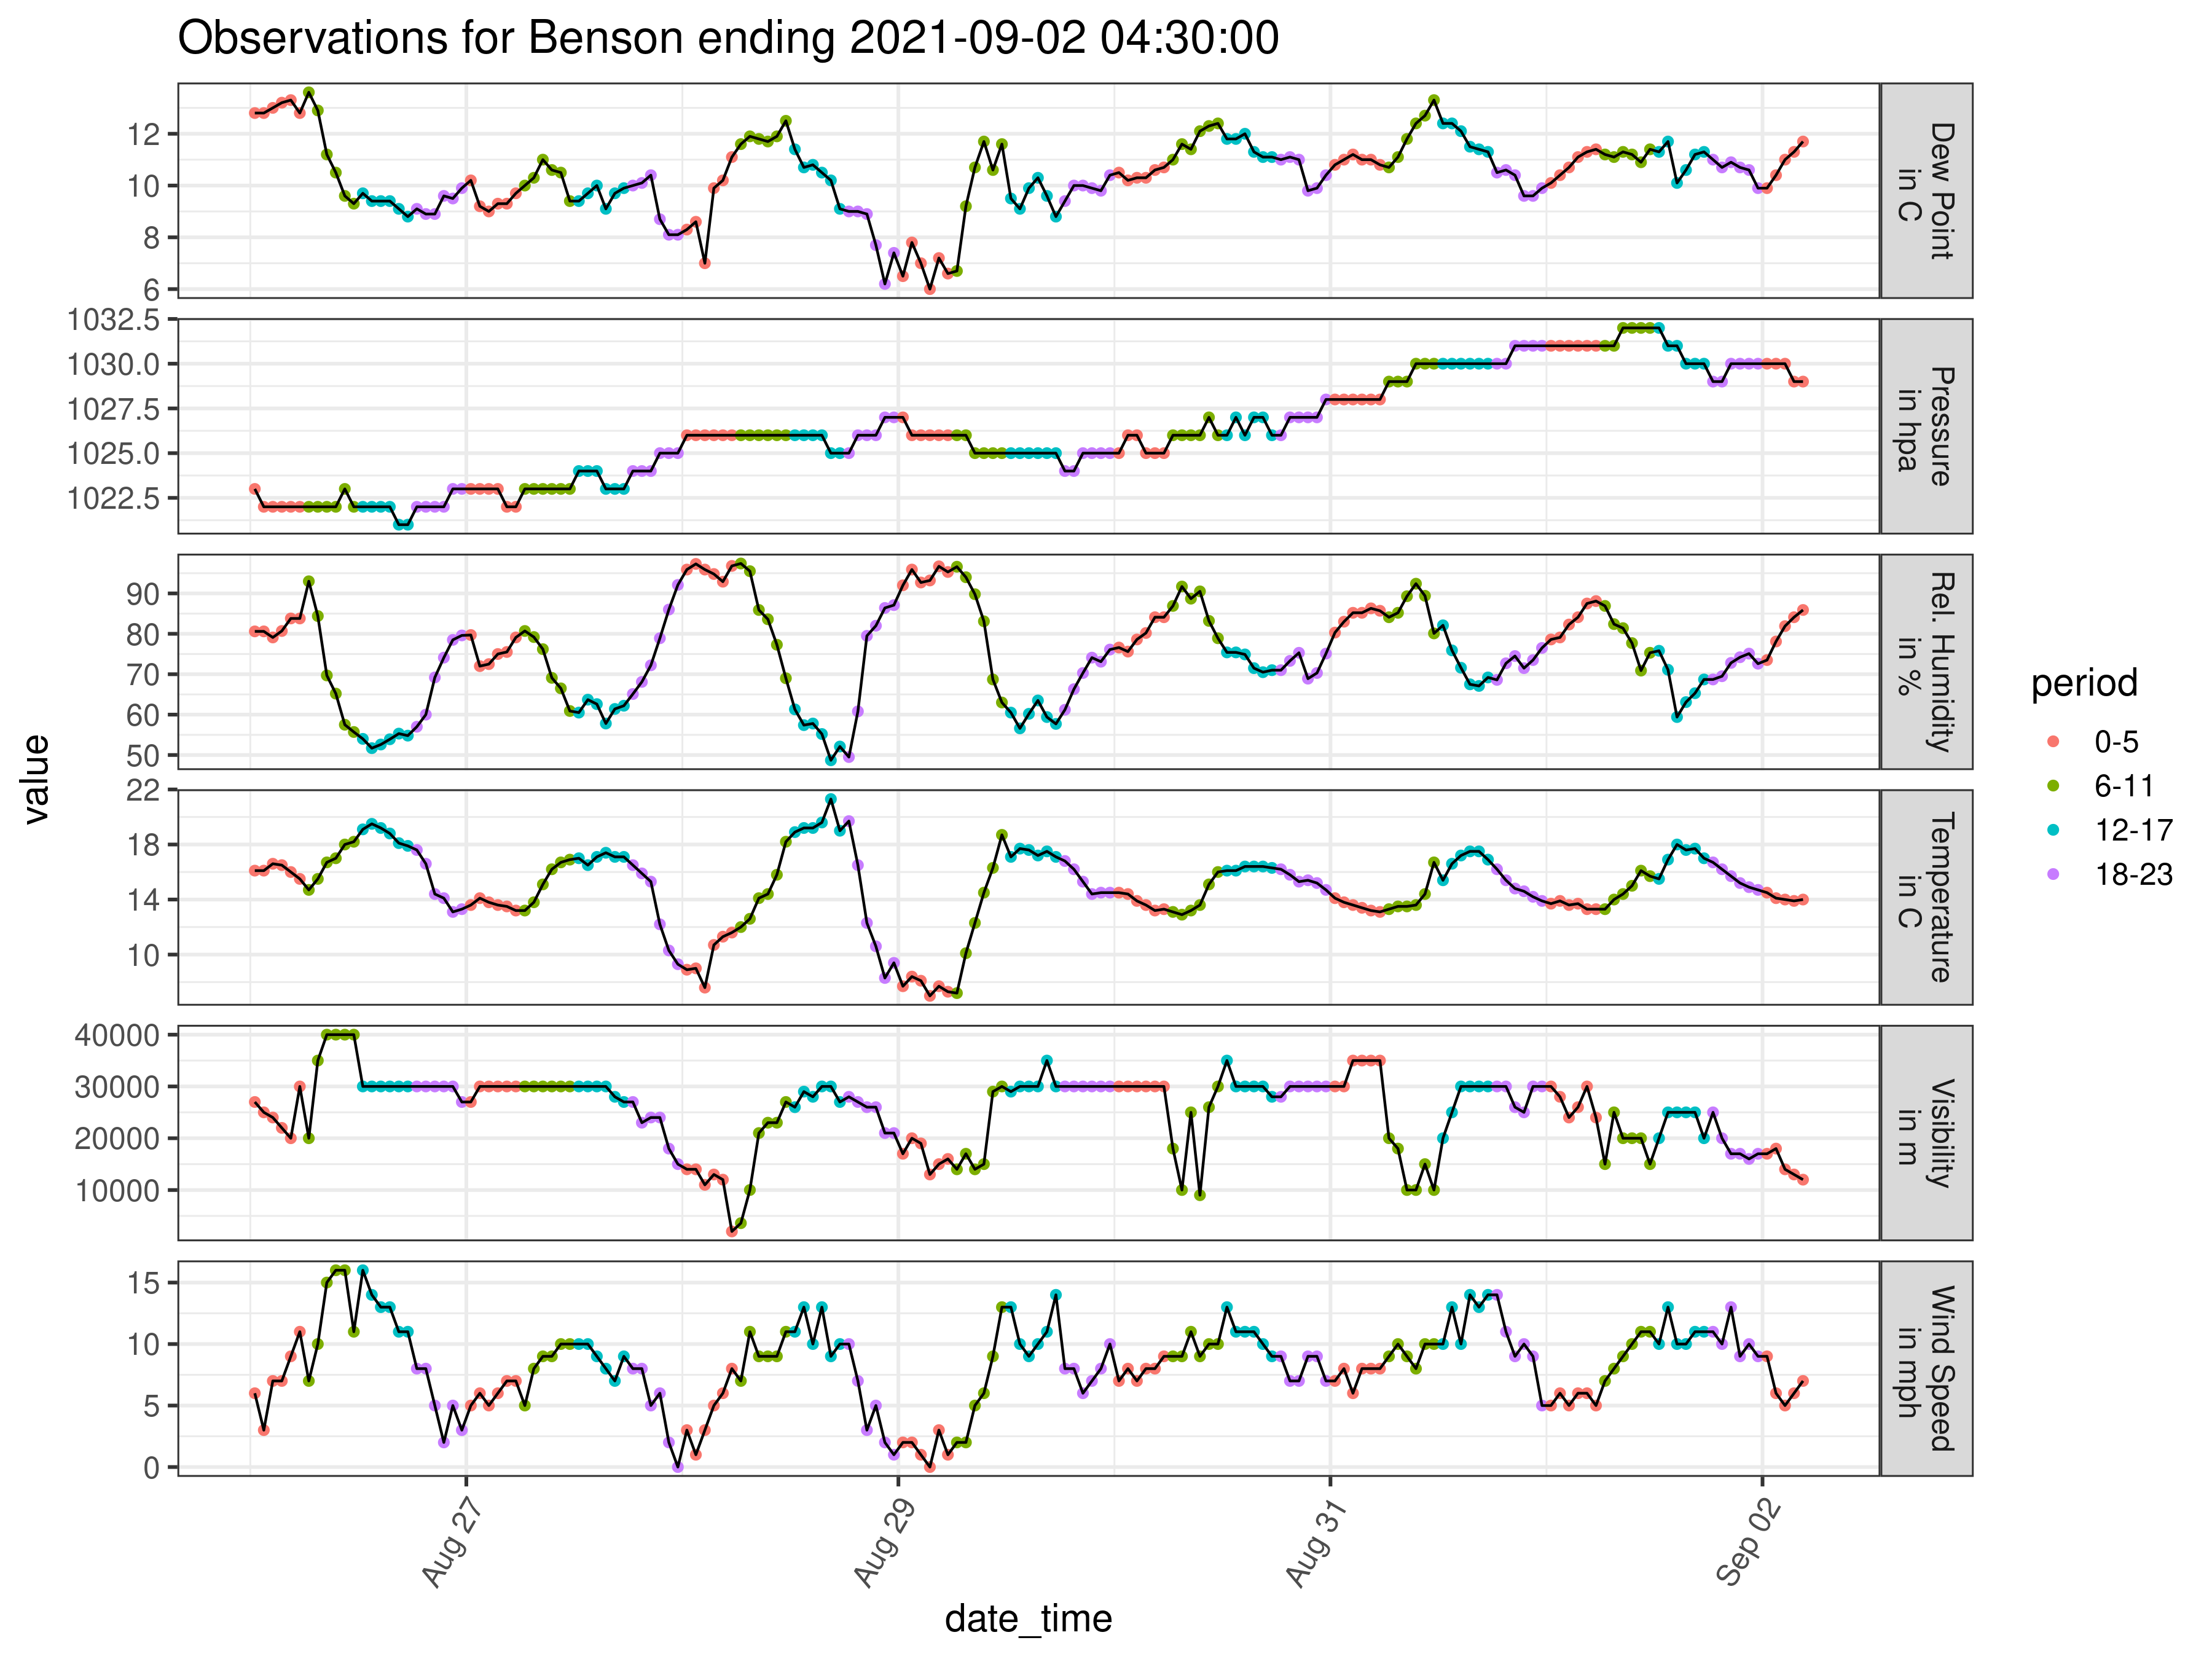 Observations for Benson ending 2021-09-02 04:30:00
value
12
10
8
6
Dew Point
in C
1032.5
1030.0
1027.5
1025.0
1022.5
Pressure
in hpa
90
80
70
60
50
Rel. Humidity
in %
22
18
14
10
Temperature
in C
40000
30000
20000
10000
Visibility
in m
15
10
5
0
Wind Speed
in mph
Aug 27
Aug 29
Aug 31
Sep 02
date_time
period
0-5
6-11
12-17
18-23